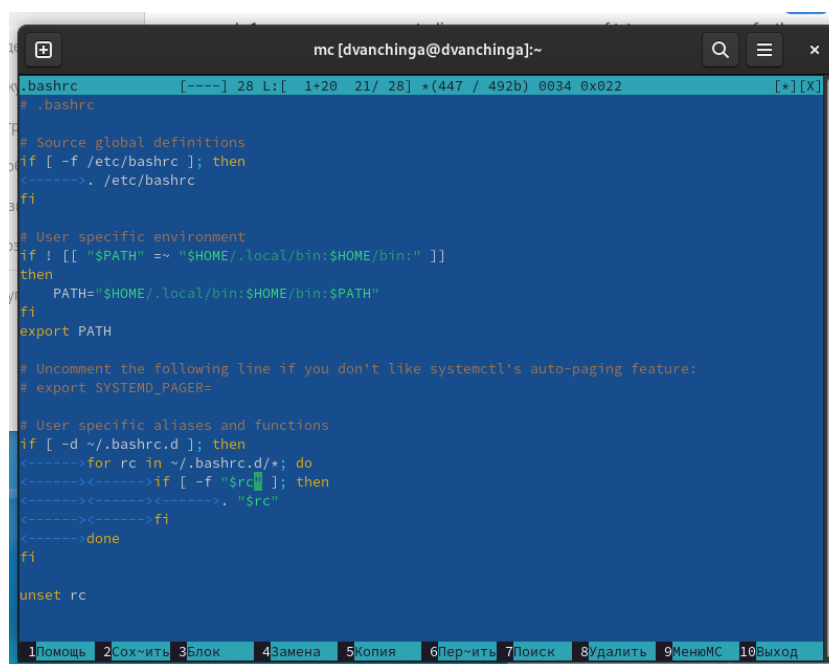 mc [dvanchinga@dvanchinga]:~
.bashrc [----] 28 L:[ 1+20 21/ 28] *(447 / 492b) 0034 0x022 [*][X]
# .bashrc
# Source global definitions
if [ -f /etc/bashrc ]; then
<------>. /etc/bashrc
fi
# User specific environment
if ! [[ "$PATH" =~ "$HOME/.local/bin:$HOME/bin:" ]]
then
    PATH="$HOME/.local/bin:$HOME/bin:$PATH"
fi
export PATH
# Uncomment the following line if you don't like systemctl's auto-paging feature:
# export SYSTEMD_PAGER=
# User specific aliases and functions
if [ -d ~/.bashrc.d ]; then
<------>for rc in ~/.bashrc.d/*; do
<------><------>if [ -f "$rc" ]; then
<------><------><------>. "$rc"
<------><------>fi
<------>done
fi
unset rc
1Помощь 2Сох~ить 3Блок 4Замена 5Копия 6Пер~ить 7Поиск 8Удалить 9МенюMC 10Выход